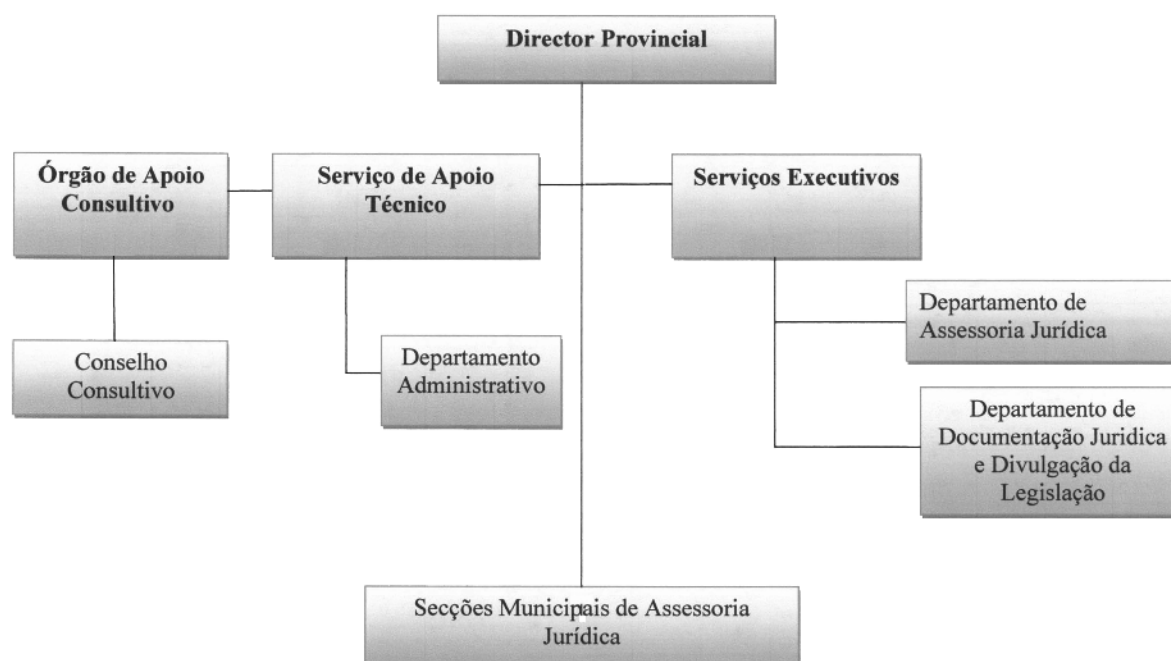 Director Provincial
Órgão de Apoio
Consultivo
Serviço de Apoio
Técnico
Serviços Executivos
Departamento de
Assessoria Jurídica
Conselho
Consultivo
Departamento
Administrativo
Departamento de
Documentação Juridica
e Divulgação da
Legislação
Secções Municipais de Assessoria
Jurídica